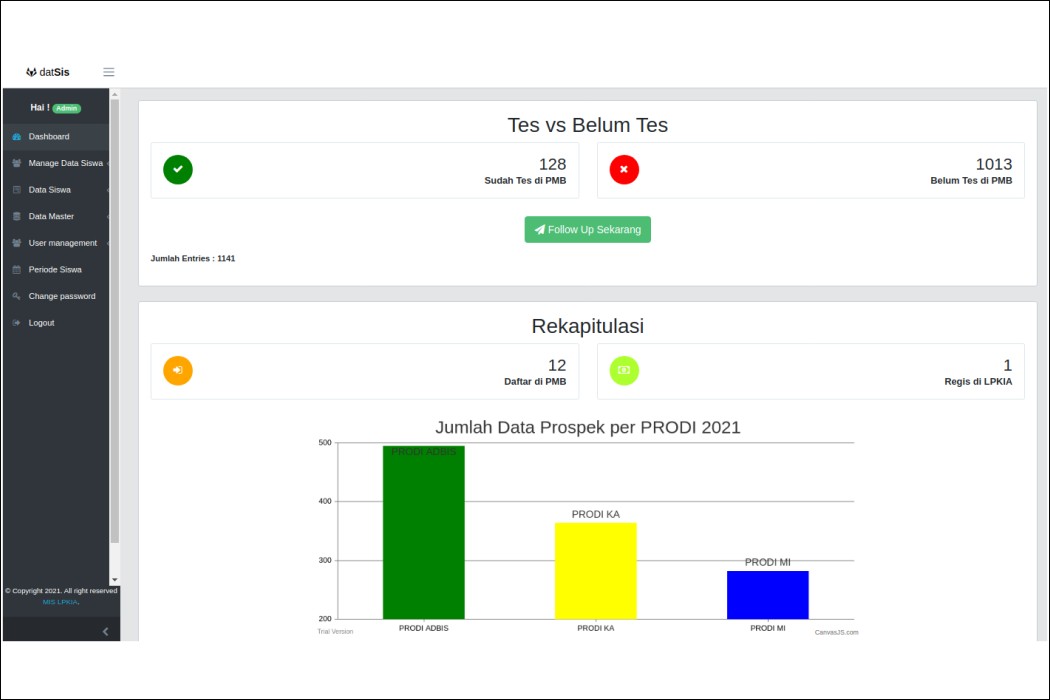 datSis
Hai ! Admin
Dashboard
Manage Data Siswa
Data Siswa
Data Master
User management
Periode Siswa
Change password
Logout
© Copyright 2021. All right reserved
MIS LPKIA.
Tes vs Belum Tes
128
Sudah Tes di PMB
1013
Belum Tes di PMB
Follow Up Sekarang
Jumlah Entries : 1141
Rekapitulasi
12
Daftar di PMB
1
Regis di LPKIA
Jumlah Data Prospek per PRODI 2021
500
400
300
200
PRODI ADBIS
PRODI KA
PRODI MI
PRODI ADBIS
PRODI KA
PRODI MI
Trial Version
CanvasJS.com